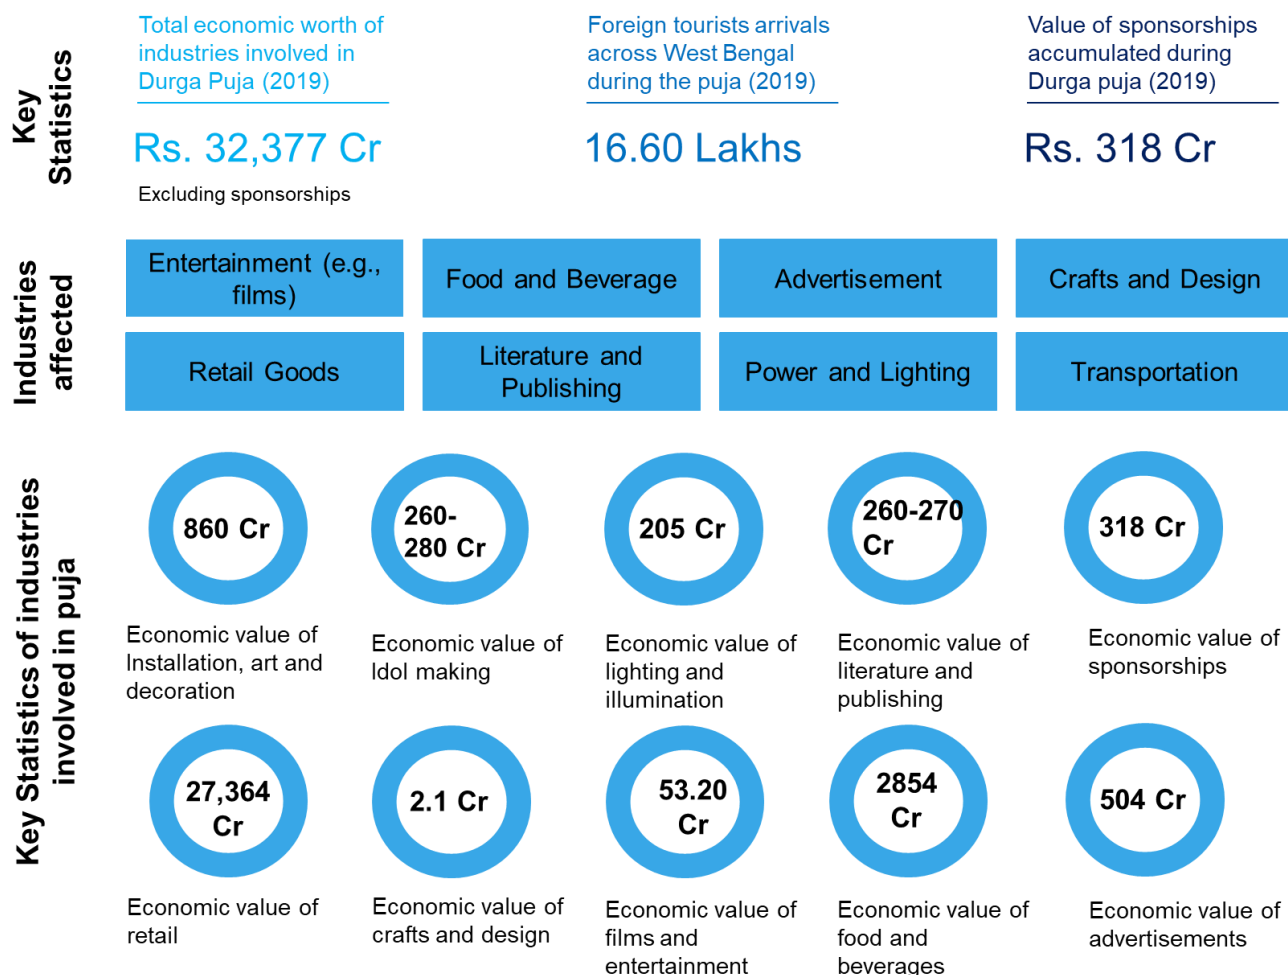 Key
Statistics
Total economic worth of
industries involved in
Durga Puja (2019)
Rs. 32,377 Cr
Excluding sponsorships
Foreign tourists arrivals
across West Bengal
during the puja (2019)
16.60 Lakhs
Value of sponsorships
accumulated during
Durga puja (2019)
Rs. 318 Cr
Industries
affected
Entertainment (e.g.,
films)
Food and Beverage
Advertisement
Crafts and Design
Retail Goods
Literature and
Publishing
Power and Lighting
Transportation
Key Statistics of industries
involved in puja
860 Cr
Economic value of
Installation, art and
decoration
260-
280 Cr
Economic value of
Idol making
205 Cr
Economic value of
lighting and
illumination
260-270
Cr
Economic value of
literature and
publishing
318 Cr
Economic value of
sponsorships
27,364
Cr
Economic value of
retail
2.1 Cr
Economic value of
crafts and design
53.20
Cr
Economic value of
films and
entertainment
2854
Cr
Economic value of
food and
beverages
504 Cr
Economic value of
advertisements